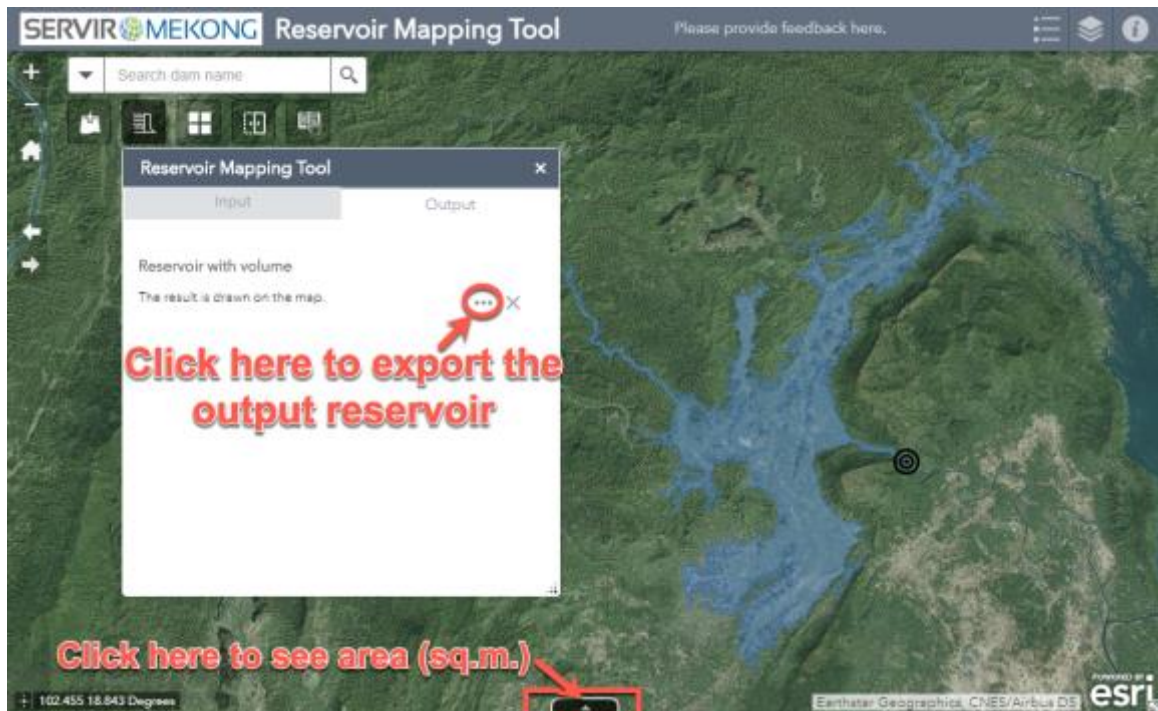 SERVIR MEKONG Reservoir Mapping Tool
Please provide feedback here.
Search dam name
Reservoir Mapping Tool
Input Output
Reservoir with volume
The result is drawn on the map.
Click here to export the
output reservoir
Click here to see area (sq.m.)
102.455 18.843 Degrees
Earthstar Geographics, CNES/Airbus DS
POWERED BY
esri